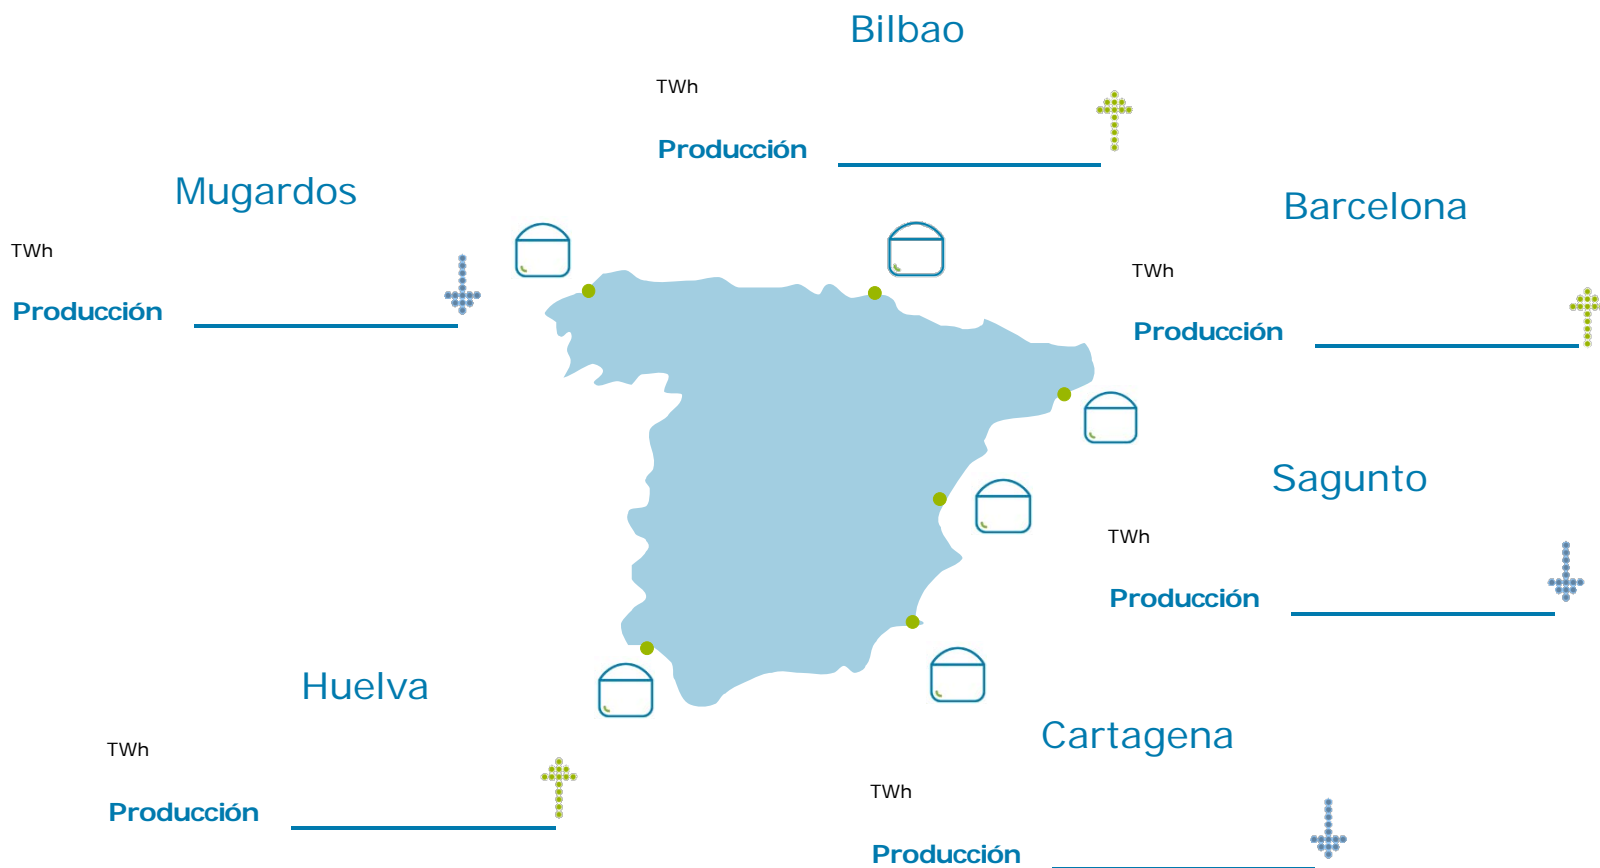 Bilbao
TWh
Producción
Mugardos
TWh
Producción
Barcelona
TWh
Producción
Sagunto
TWh
Producción
Huelva
TWh
Producción
Cartagena
TWh
Producción